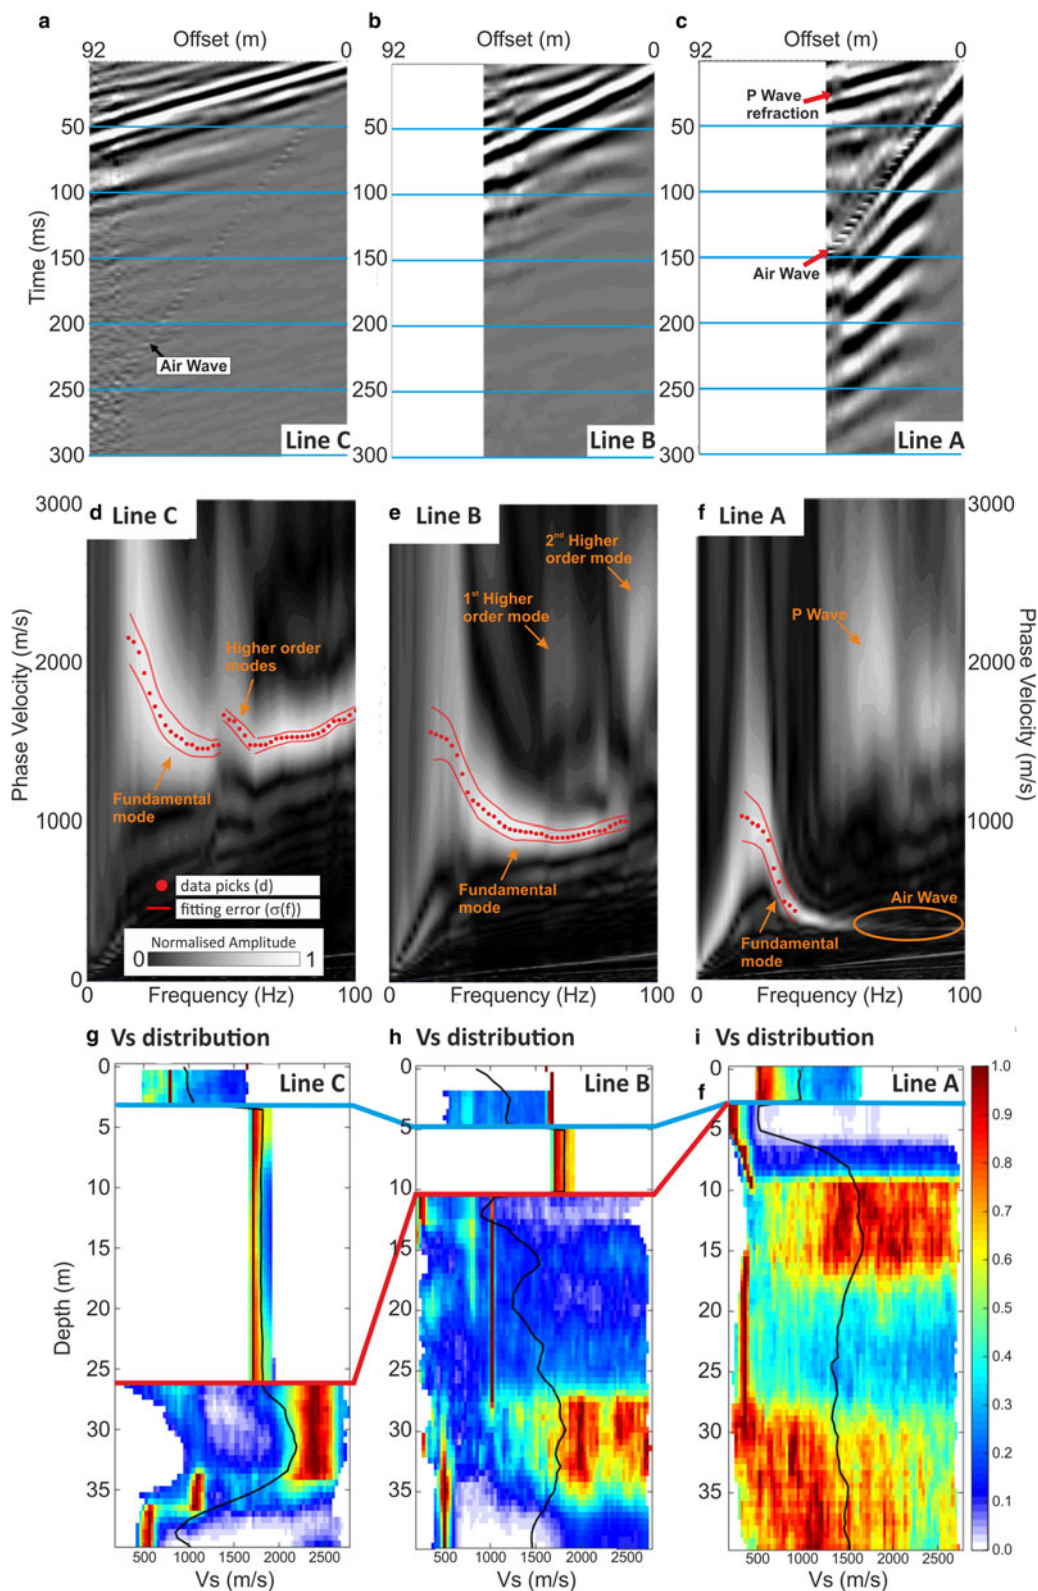 a
b
c
92 Offset (m) 0
92 Offset (m) 0
92 Offset (m) 0
Time (ms)
50
100
150
200
250
300
Air Wave
Line C
50
100
150
200
250
300
Line B
50
100
150
200
250
300
P Wave
refraction
Air Wave
Line A
Phase Velocity (m/s)
3000
2000
1000
0
d Line C
Higher order
modes
Fundamental
mode
data picks (d)
fitting error (σ(f))
Normalised Amplitude
0 1
0 Frequency (Hz) 100
e Line B
2nd Higher
order mode
1st Higher
order mode
Fundamental
mode
0 Frequency (Hz) 100
f Line A
P Wave
Air Wave
Fundamental
mode
0 Frequency (Hz) 100
3000
2000
1000
Phase Velocity (m/s)
g Vs distribution
Line C
Depth (m)
0
5
10
15
20
25
30
35
500 1000 1500 2000 2500
Vs (m/s)
h Vs distribution
Line B
0
5
10
15
20
25
30
35
500 1000 1500 2000 2500
Vs (m/s)
i Vs distribution
Line A
f
0
5
10
15
20
25
30
35
500 1000 1500 2000 2500
Vs (m/s)
1.0
0.9
0.8
0.7
0.6
0.5
0.4
0.3
0.2
0.1
0.0